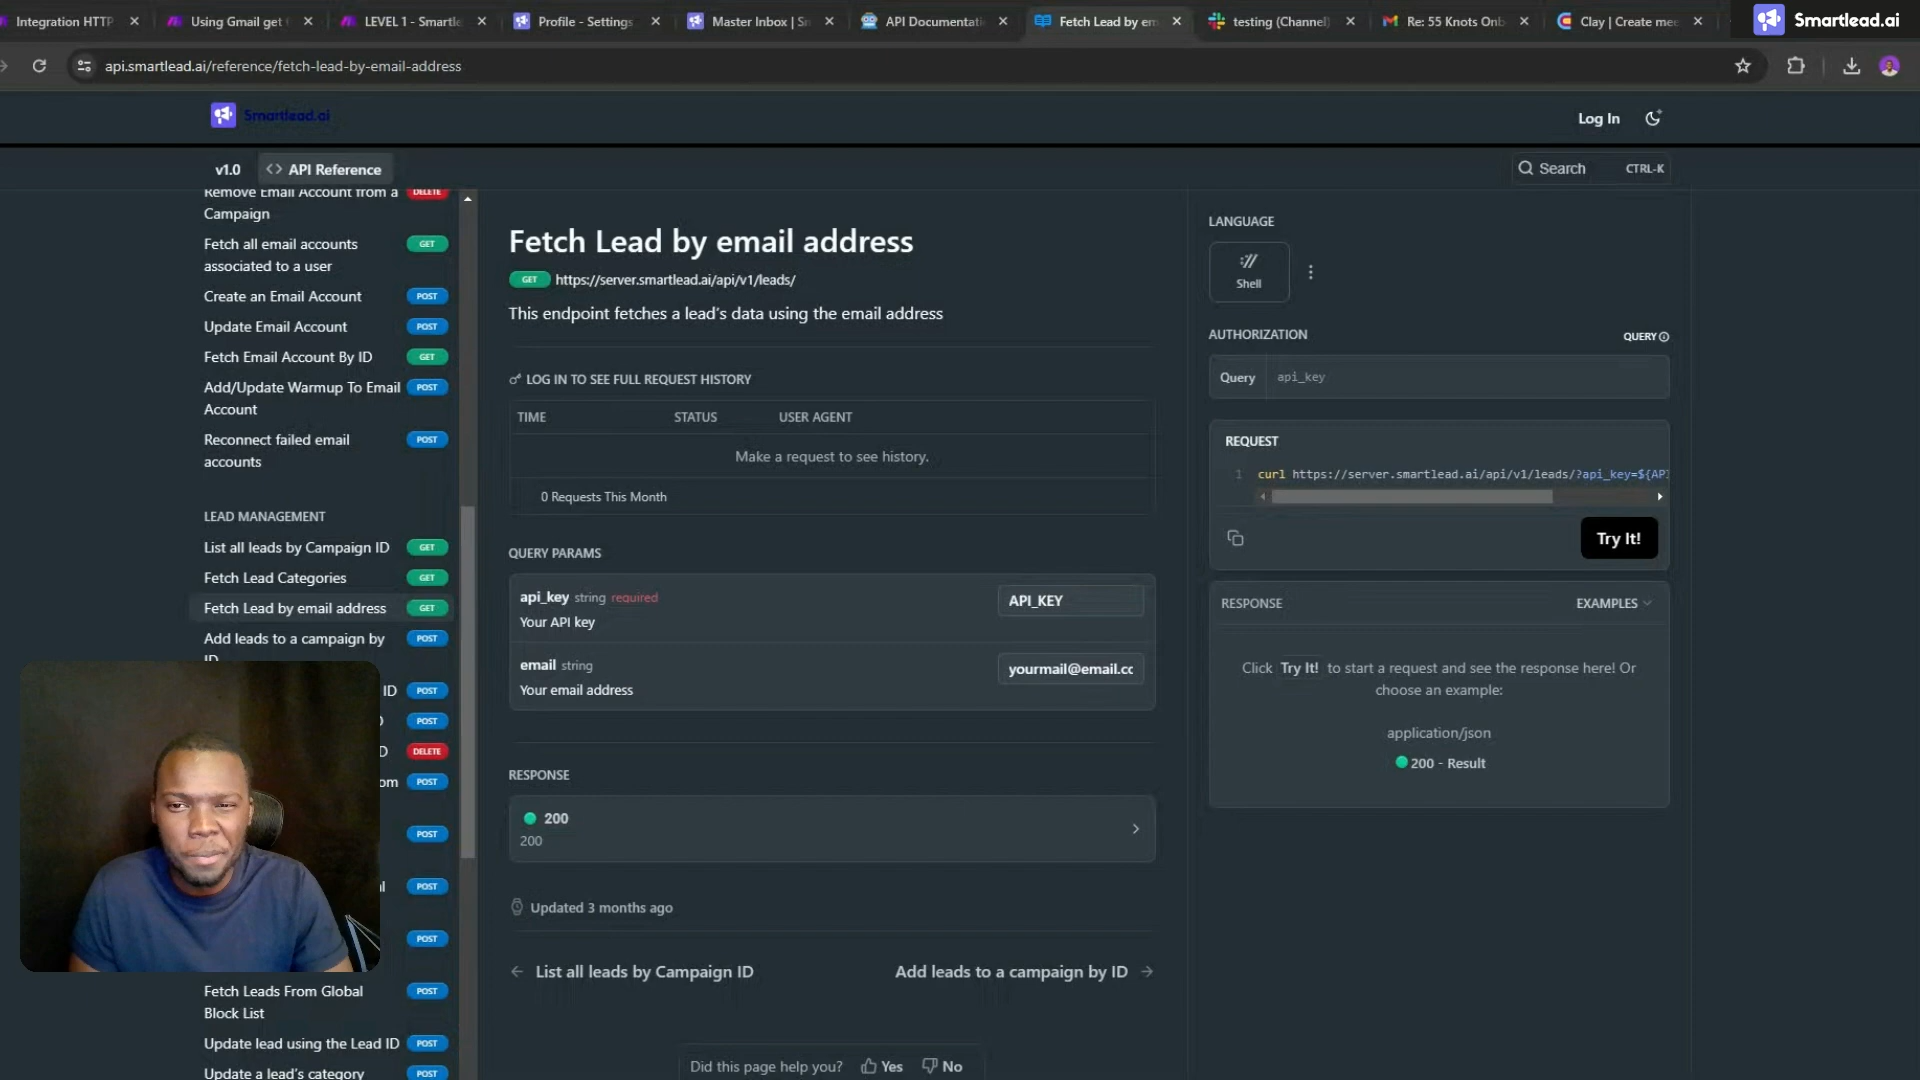 Integration HTTP
Using Gmail get
LEVEL 1 - Smartle
Profile - Settings
Master Inbox | Sm
API Documentati
Fetch Lead by em
testing (Channel)
Re: 55 Knots Onb
Clay | Create mee
Smartlead.ai
api.smartlead.ai/reference/fetch-lead-by-email-address
Smartlead.ai
Log In
v1.0
<> API Reference
Search
CTRL-K
Remove Email Account from a
Campaign
DELETE
Fetch all email accounts
associated to a user
GET
Create an Email Account
POST
Update Email Account
POST
Fetch Email Account By ID
GET
Add/Update Warmup To Email
Account
POST
Reconnect failed email
accounts
POST
LEAD MANAGEMENT
List all leads by Campaign ID
GET
Fetch Lead Categories
GET
Fetch Lead by email address
GET
Add leads to a campaign by
ID
POST
ID
POST
POST
DELETE
om
POST
POST
POST
POST
Fetch Leads From Global
Block List
POST
Update lead using the Lead ID
POST
Update a lead's category
POST
Fetch Lead by email address
GET
https://server.smartlead.ai/api/v1/leads/
This endpoint fetches a lead's data using the email address
LOG IN TO SEE FULL REQUEST HISTORY
TIME
STATUS
USER AGENT
Make a request to see history.
0 Requests This Month
QUERY PARAMS
api_key string required
Your API key
API_KEY
email string
Your email address
yourmail@email.cc
RESPONSE
200
200
Updated 3 months ago
← List all leads by Campaign ID
Add leads to a campaign by ID →
Did this page help you?
Yes
No
LANGUAGE
Shell
AUTHORIZATION
QUERY
Query
api_key
REQUEST
1 curl https://server.smartlead.ai/api/v1/leads/?api_key=${AP
Try It!
RESPONSE
EXAMPLES
Click Try It! to start a request and see the response here! Or
choose an example:
application/json
200 - Result